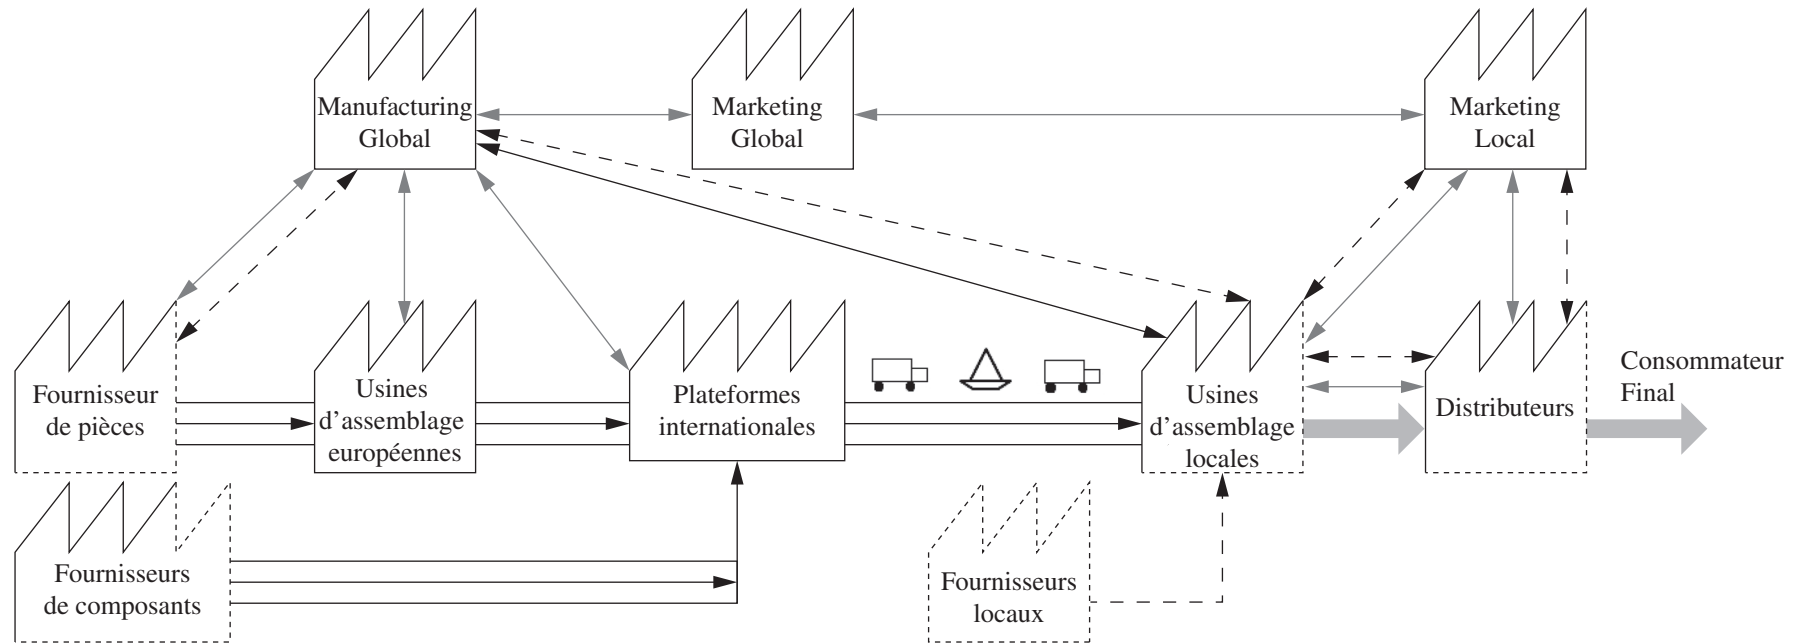 Manufacturing
Global
Marketing
Global
Marketing
Local
Fournisseur
de pièces
Usines
d’assemblage
européennes
Plateformes
internationales
Usines
d’assemblage
locales
Distributeurs
Consommateur
Final
Fournisseurs
de composants
Fournisseurs
locaux